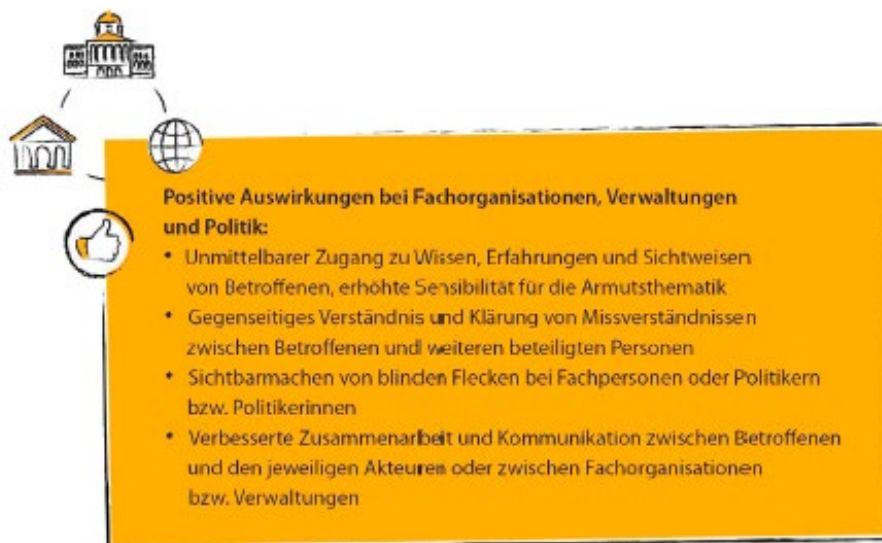 Positive Auswirkungen bei Fachorganisationen, Verwaltungen
und Politik:
• Unmittelbarer Zugang zu Wissen, Erfahrungen und Sichtweisen
von Betroffenen, erhöhte Sensibilität für die Armutsthematik
• Gegenseitiges Verständnis und Klärung von Missverständnissen
zwischen Betroffenen und weiteren beteiligten Personen
• Sichtbarmachen von blinden Flecken bei Fachpersonen oder Politikern
bzw. Politikerinnen
• Verbesserte Zusammenarbeit und Kommunikation zwischen Betroffenen
und den jeweiligen Akteuren oder zwischen Fachorganisationen
bzw. Verwaltungen